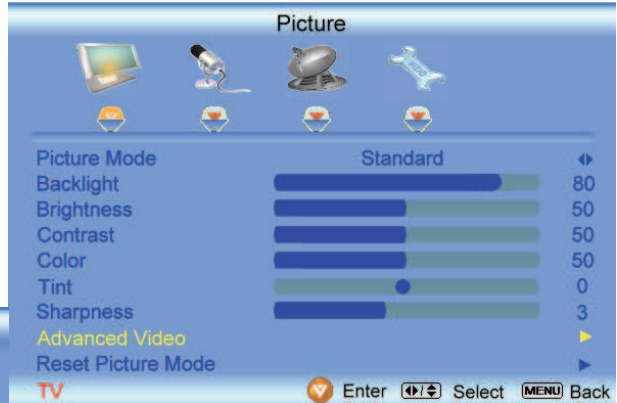 Picture
Picture Mode Standard
Backlight 80
Brightness 50
Contrast 50
Color 50
Tint 0
Sharpness 3
Advanced Video
Reset Picture Mode
TV Enter Select MENU Back